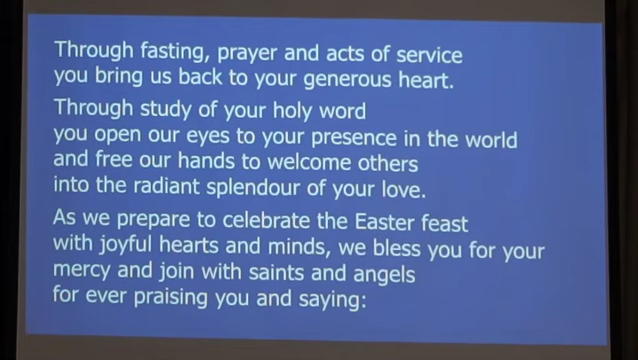 Through fasting, prayer and acts of service
you bring us back to your generous heart.
Through study of your holy word
you open our eyes to your presence in the world
and free our hands to welcome others
into the radiant splendour of your love.
As we prepare to celebrate the Easter feast
with joyful hearts and minds, we bless you for your
mercy and join with saints and angels
for ever praising you and saying: